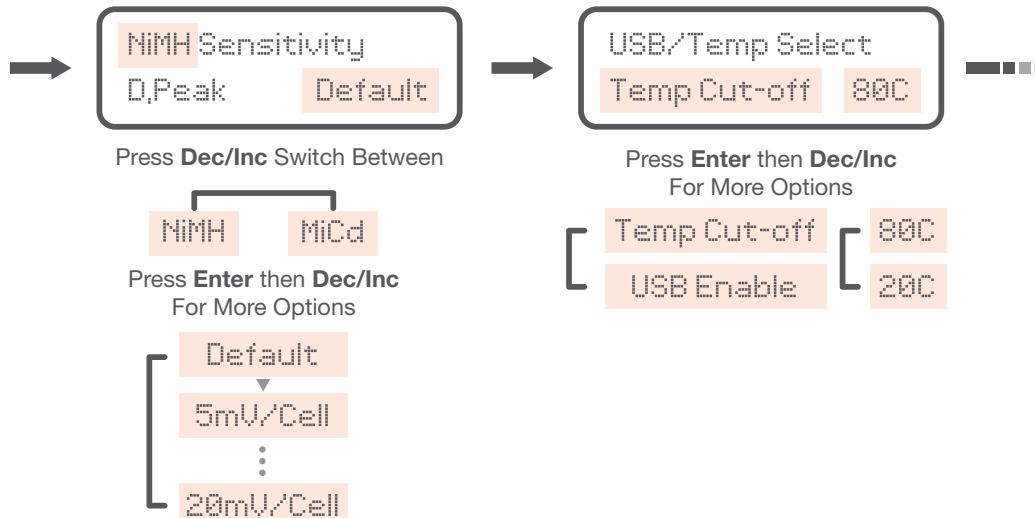 NiMH Sensitivity
D,Peak Default
Press Dec/Inc Switch Between
NiMH MiCd
Press Enter then Dec/Inc
For More Options
Default
5mV/Cell
20mV/Cell
USB/Temp Select
Temp Cut-off 80C
Press Enter then Dec/Inc
For More Options
Temp Cut-off 80C
USB Enable 20C